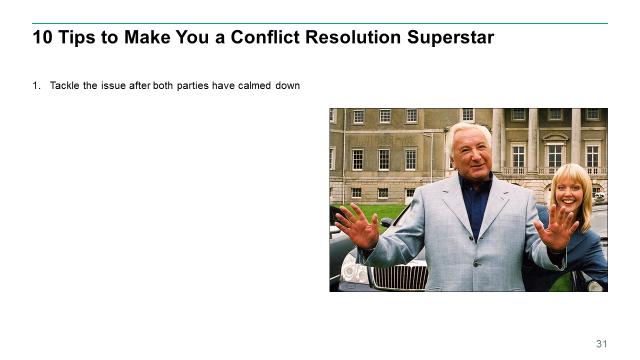 10 Tips to Make You a Conflict Resolution Superstar
1. Tackle the issue after both parties have calmed down
31